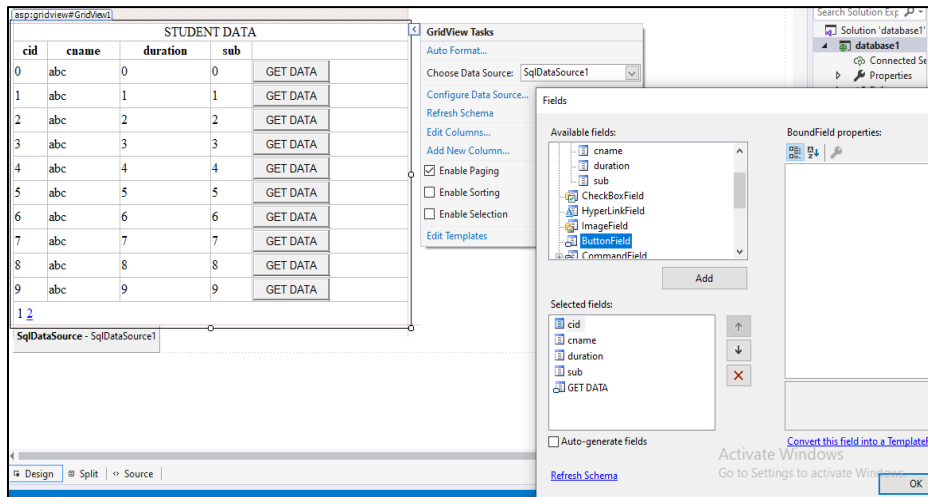 asp:gridview#GridView1
STUDENT DATA
cid cname duration sub
0 abc 0 0 GET DATA
1 abc 1 1 GET DATA
2 abc 2 2 GET DATA
3 abc 3 3 GET DATA
4 abc 4 4 GET DATA
5 abc 5 5 GET DATA
6 abc 6 6 GET DATA
7 abc 7 7 GET DATA
8 abc 8 8 GET DATA
9 abc 9 9 GET DATA
1 2
SqlDataSource - SqlDataSource1
GridView Tasks
Auto Format...
Choose Data Source: SqlDataSource1
Configure Data Source...
Refresh Schema
Edit Columns...
Add New Column...
Enable Paging
Enable Sorting
Enable Selection
Edit Templates
Search Solution Exp
Solution 'database1'
database1
Connected Se
Properties
Fields
Available fields:
cname
duration
sub
CheckBoxField
HyperLinkField
ImageField
ButtonField
CommandField
Add
Selected fields:
cid
cname
duration
sub
GET DATA
Auto-generate fields
Refresh Schema
BoundField properties:
Convert this field into a TemplateF
Activate Windows
Go to Settings to activate Windows.
OK
Design Split Source